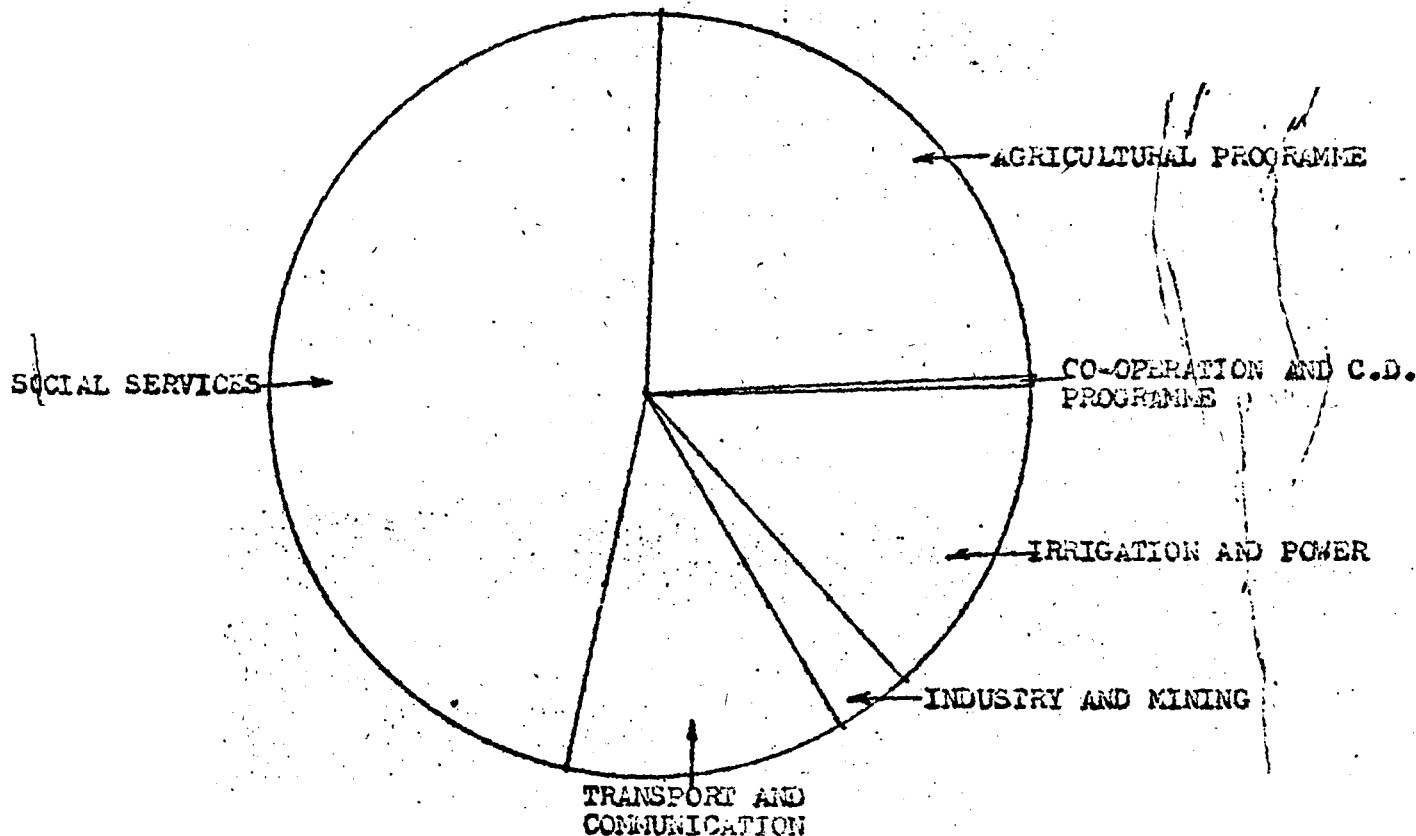 AGRICULTURAL PROGRAMME
SOCIAL SERVICES
CO-OPERATION AND C.D.
PROGRAMME
IRRIGATION AND POWER
INDUSTRY AND MINING
TRANSPORT AND
COMMUNICATION